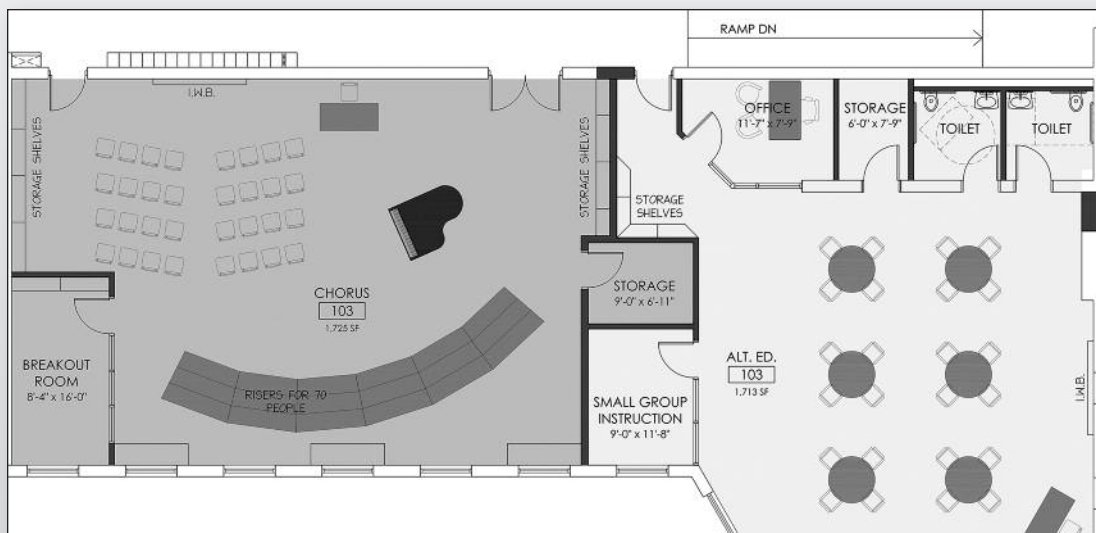 RAMP DN
I.W.B.
STORAGE SHELVES
STORAGE SHELVES
OFFICE
11'-7" x 7'-9"
STORAGE
6'-0" x 7'-9"
TOILET
TOILET
STORAGE
SHELVES
CHORUS
103
1,725 SF
STORAGE
9'-0" x 6'-11"
BREAKOUT
ROOM
8'-4" x 16'-0"
RISERS FOR 70
PEOPLE
SMALL GROUP
INSTRUCTION
9'-0" x 11'-8"
ALT. ED.
103
1,713 SF
I.W.B.